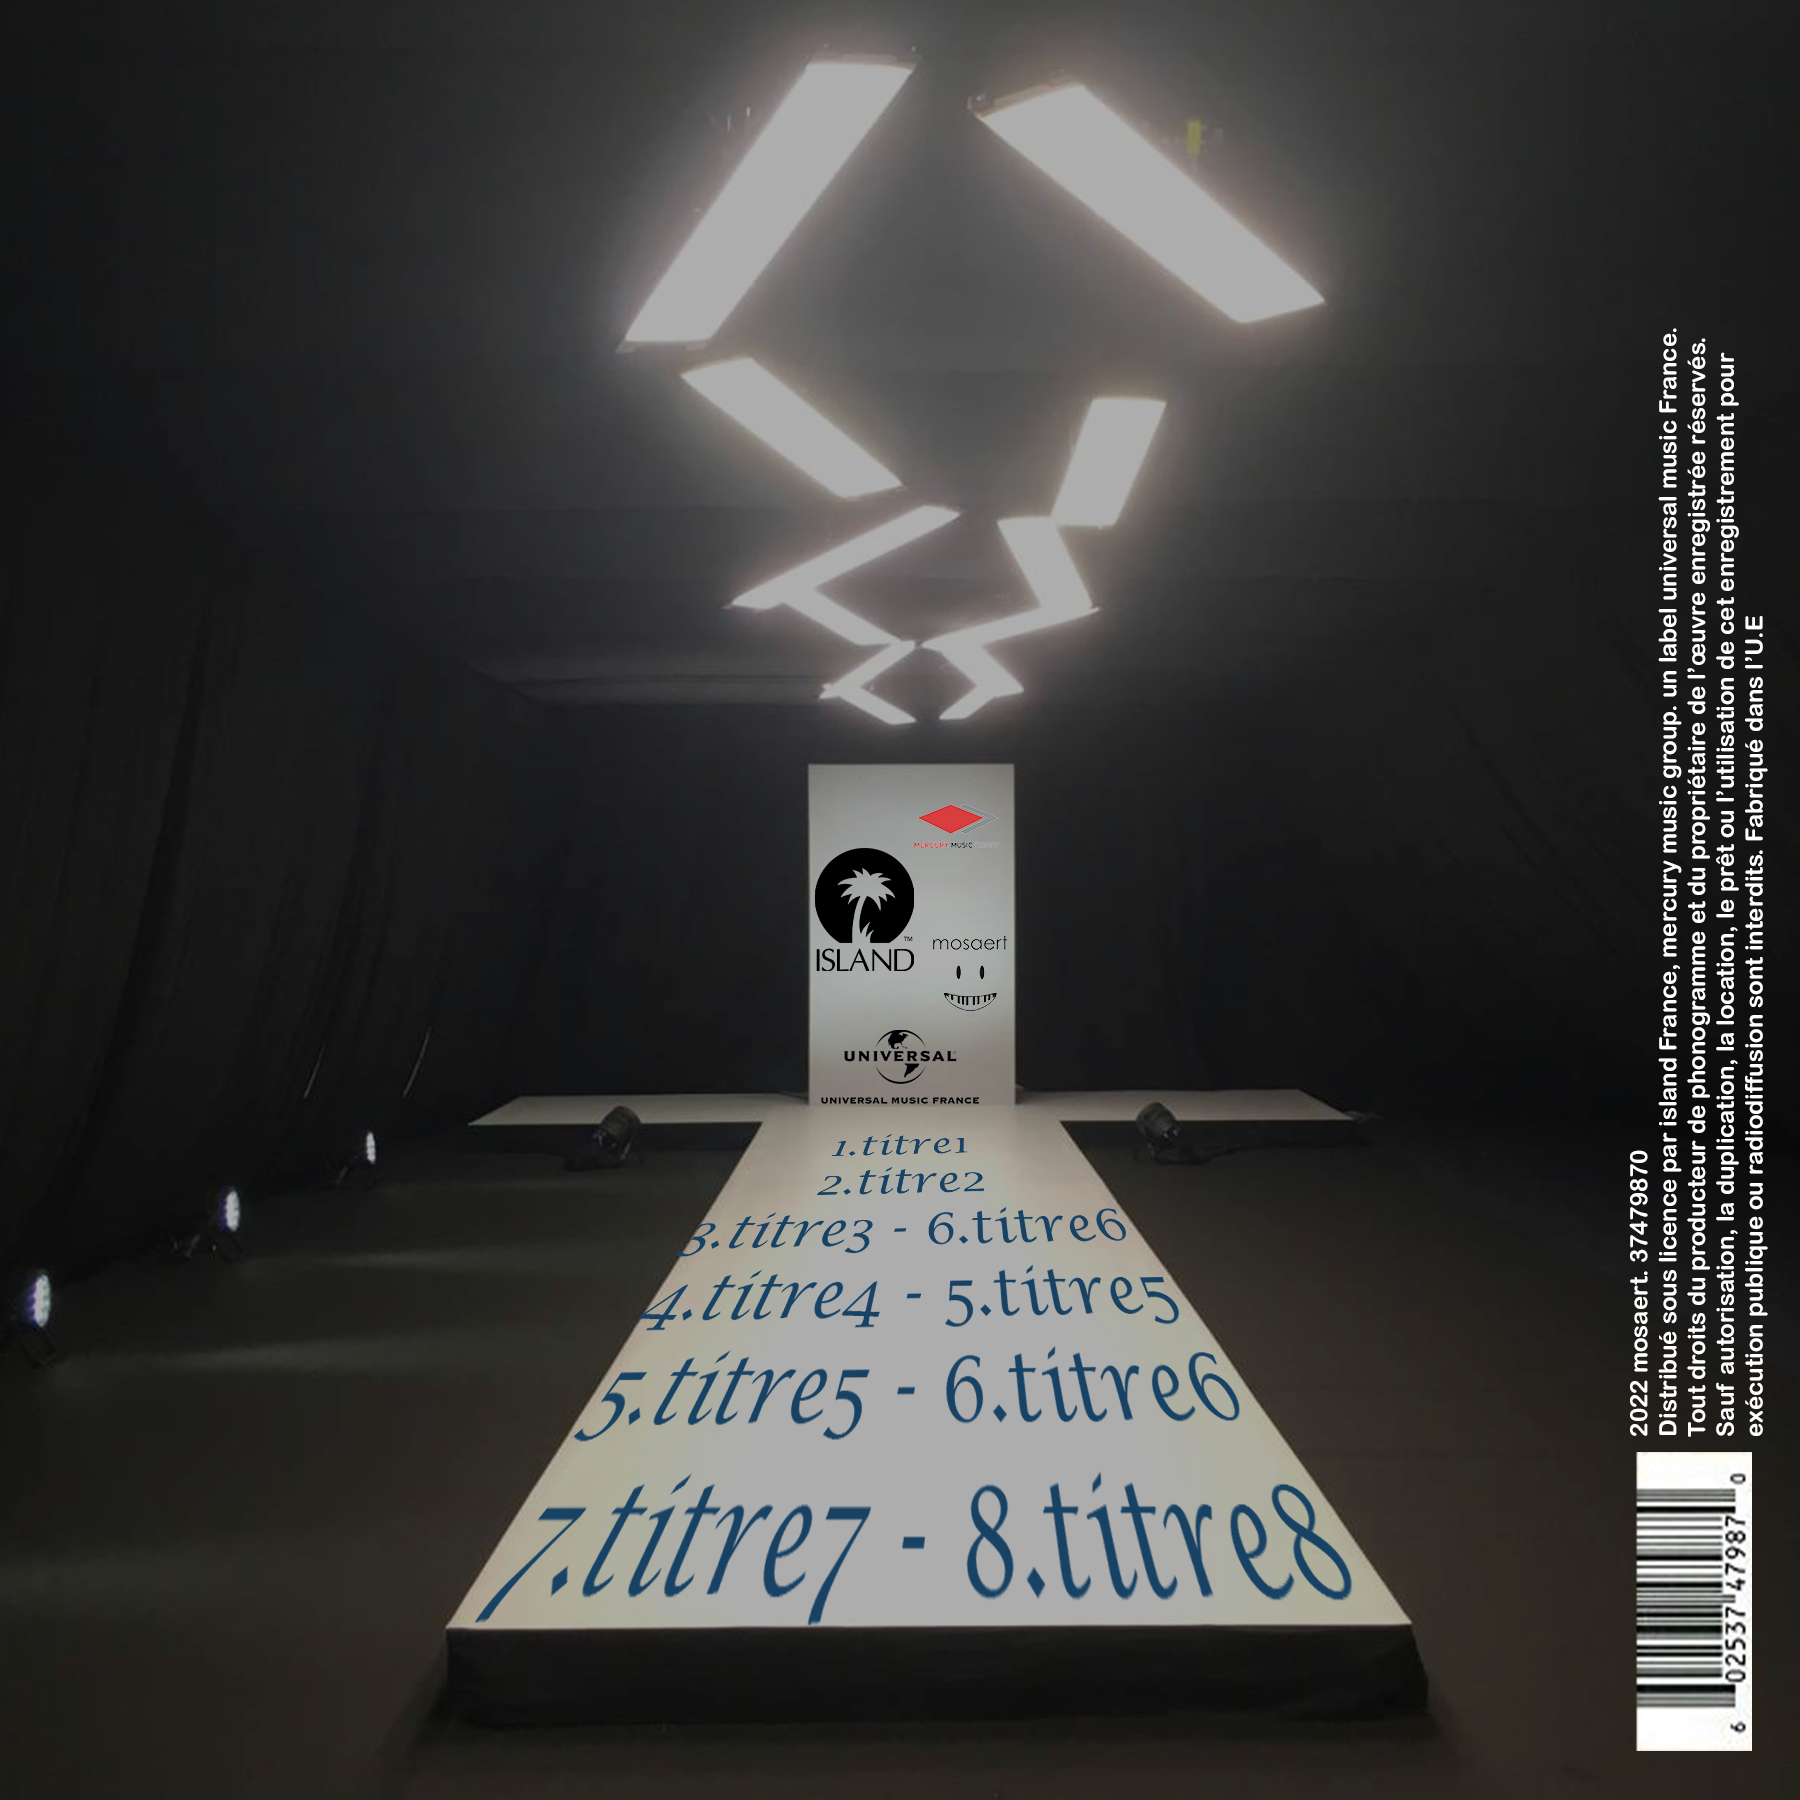 MERCURY MUSIC GROUP
ISLAND
TM
mosaert
UNIVERSAL
UNIVERSAL MUSIC FRANCE
1.titre1
2.titre2
3.titre3 - 6.titre6
4.titre4 - 5.titre5
5.titre5 - 6.titre6
7.titre7 - 8.titre8
2022 mosaert. 37479870
Distribué sous licence par island France, mercury music group. un label universal music France.
Tout droits du producteur de phonogramme et du propriétaire de l'œuvre enregistrée réservés.
Sauf autorisation, la duplication, la location, le prêt ou l'utilisation de cet enregistrement pour
exécution publique ou radiodiffusion sont interdits. Fabriqué dans l'U.E
6 02537 47987 0